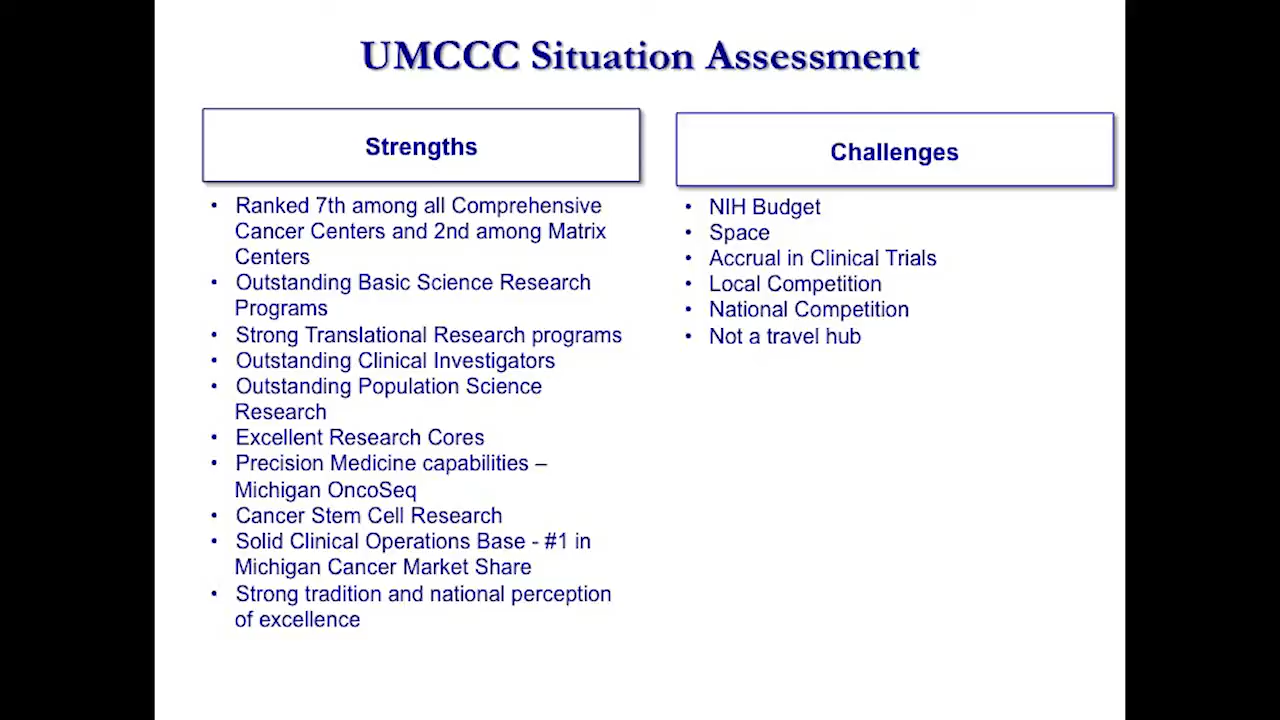 UMCCC Situation Assessment
Strengths
• Ranked 7th among all Comprehensive
Cancer Centers and 2nd among Matrix
Centers
• Outstanding Basic Science Research
Programs
• Strong Translational Research programs
• Outstanding Clinical Investigators
• Outstanding Population Science
Research
• Excellent Research Cores
• Precision Medicine capabilities –
Michigan OncoSeq
• Cancer Stem Cell Research
• Solid Clinical Operations Base - #1 in
Michigan Cancer Market Share
• Strong tradition and national perception
of excellence
Challenges
• NIH Budget
• Space
• Accrual in Clinical Trials
• Local Competition
• National Competition
• Not a travel hub